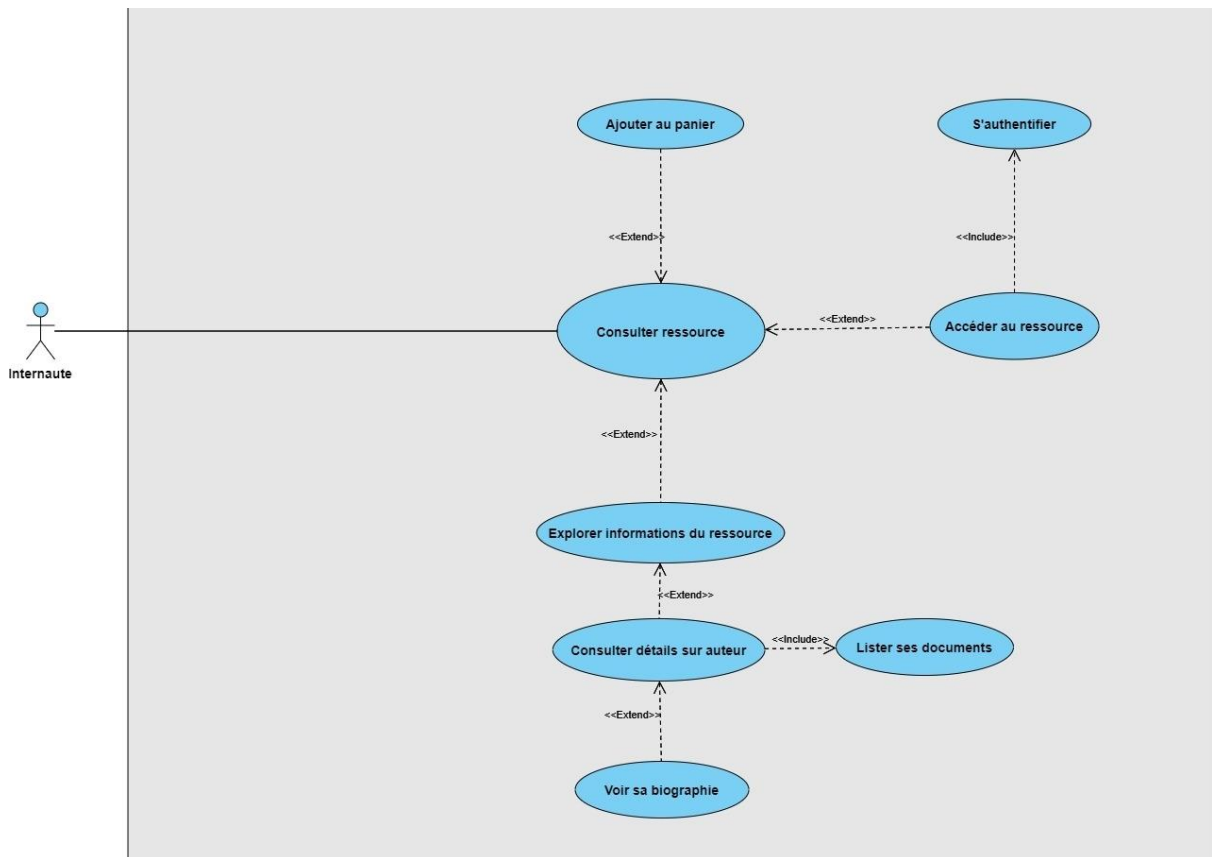 Ajouter au panier
S'authentifier
<<Extend>>
<<Include>>
Internaute
Consulter ressource
<<Extend>>
Accéder au ressource
<<Extend>>
Explorer informations du ressource
<<Extend>>
Consulter détails sur auteur
<<Include>>
Lister ses documents
<<Extend>>
Voir sa biographie